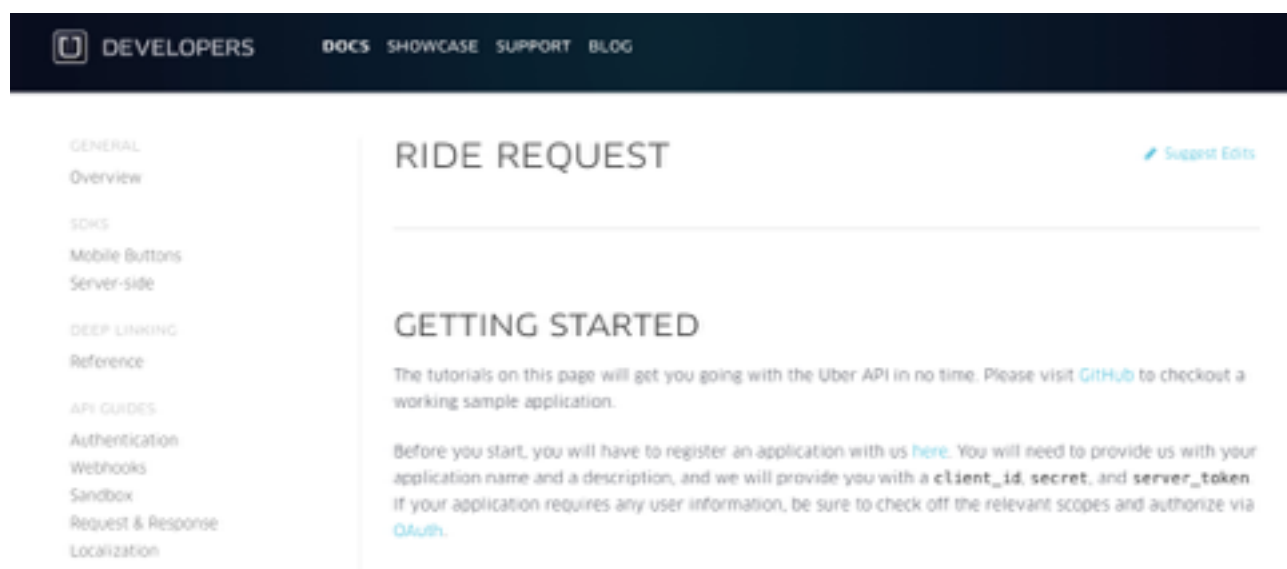 DEVELOPERS
DOCS SHOWCASE SUPPORT BLOG
GENERAL
Overview
SDKS
Mobile Buttons
Server-side
DEEP LINKING
Reference
API GUIDES
Authentication
Webhooks
Sandbox
Request & Response
Localization
RIDE REQUEST
Suggest Edits
GETTING STARTED
The tutorials on this page will get you going with the Uber API in no time. Please visit GitHub to checkout a
working sample application.
Before you start, you will have to register an application with us here. You will need to provide us with your
application name and a description, and we will provide you with a client_id, secret, and server_token.
If your application requires any user information, be sure to check off the relevant scopes and authorize via
OAuth.